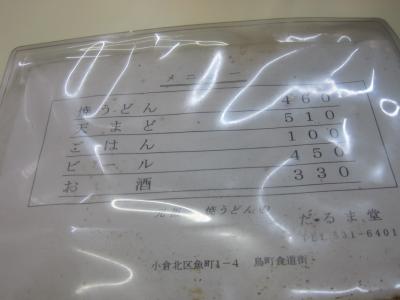 メニュー
焼うどん 460
天まど 510
ごはん 100
ビール 450
お酒 330
元祖 焼うどんの だるま堂
TEL 531-6401
小倉北区魚町1-4 鳥町食道街